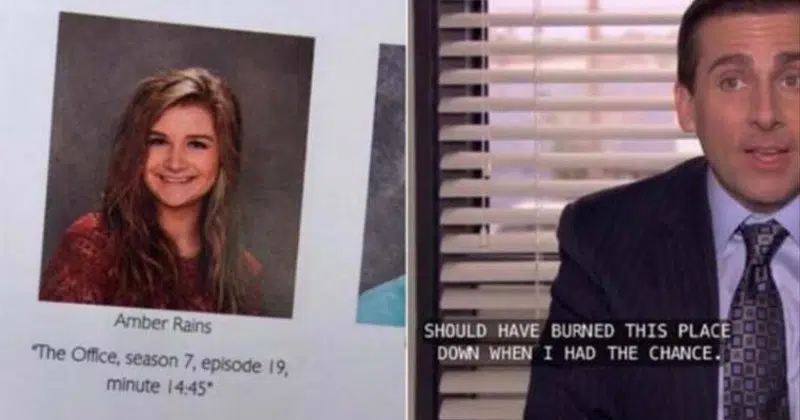 Amber Rains
"The Office, season 7, episode 19,
minute 14:45"
SHOULD HAVE BURNED THIS PLACE
DOWN WHEN I HAD THE CHANCE.